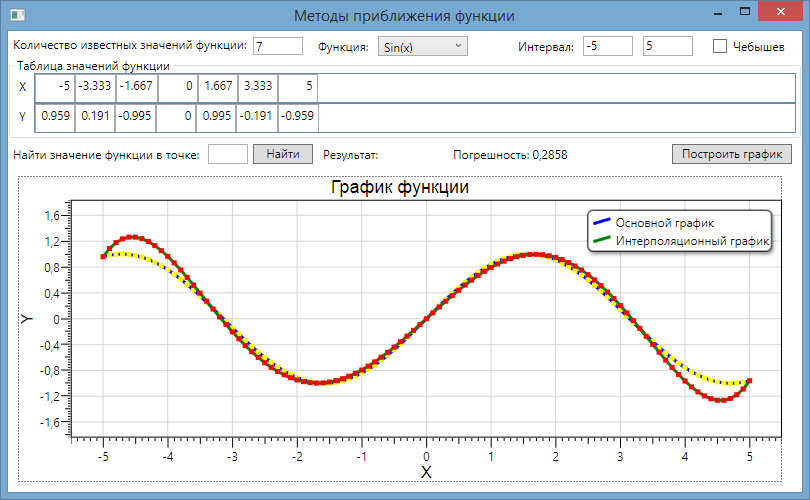 Методы приближения функции
Количество известных значений функции: 7 Функция: Sin(x) Интервал: -5 5 Чебышев
Таблица значений функции
X -5 -3.333 -1.667 0 1.667 3.333 5
Y 0.959 0.191 -0.995 0 0.995 -0.191 -0.959
Найти значение функции в точке: Найти Результат: Погрешность: 0,2858 Построить график
График функции
Основной график
Интерполяционный график
1,6
1,2
0,8
0,4
0
-0,4
-0,8
-1,2
-1,6
Y
-5 -4 -3 -2 -1 0 1 2 3 4 5
X